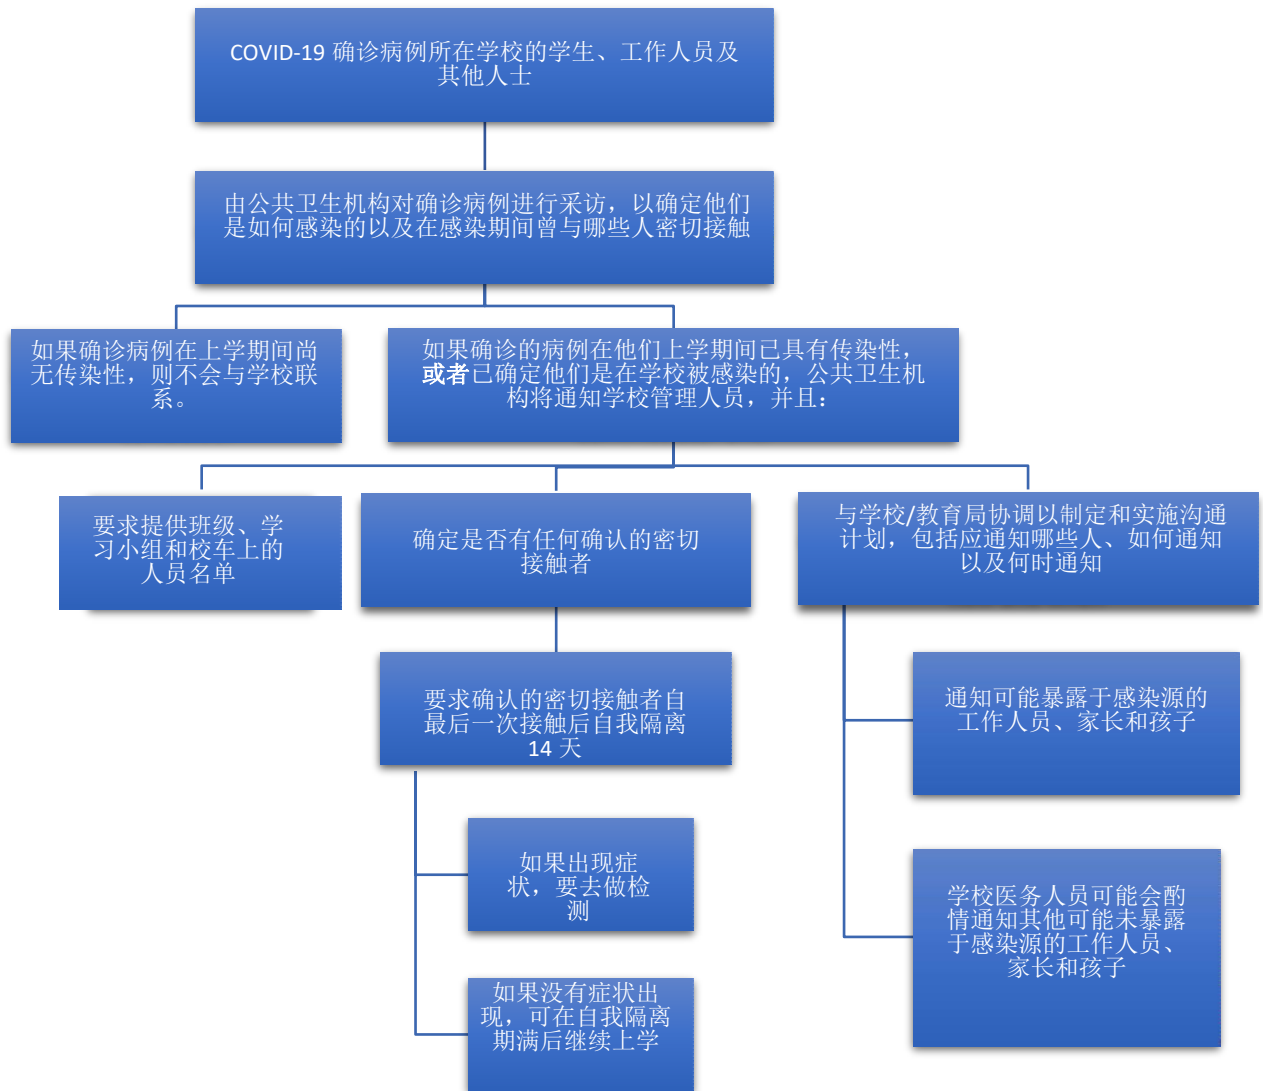 COVID-19 确诊病例所在学校的学生、工作人员及
其他人士
由公共卫生机构对确诊病例进行采访，以确定他们
是如何感染的以及在感染期间曾与哪些人密切接触
如果确诊病例在上学期间尚
无传染性，则不会与学校联
系。
如果确诊的病例在他们上学期间已具有传染性，
或者已确定他们是在学校被感染的，公共卫生机
构将通知学校管理人员，并且：
要求提供班级、学
习小组和校车上的
人员名单
确定是否有任何确认的密切
接触者
与学校/教育局协调以制定和实施沟通
计划，包括应通知哪些人、如何通知
以及何时通知
要求确认的密切接触者自
最后一次接触后自我隔离
14 天
通知可能暴露于感染源的
工作人员、家长和孩子
如果出现症
状，要去做检
测
学校医务人员可能会酌
情通知其他可能未暴露
于感染源的工作人员、
家长和孩子
如果没有症状出
现，可在自我隔离
期满后继续上学